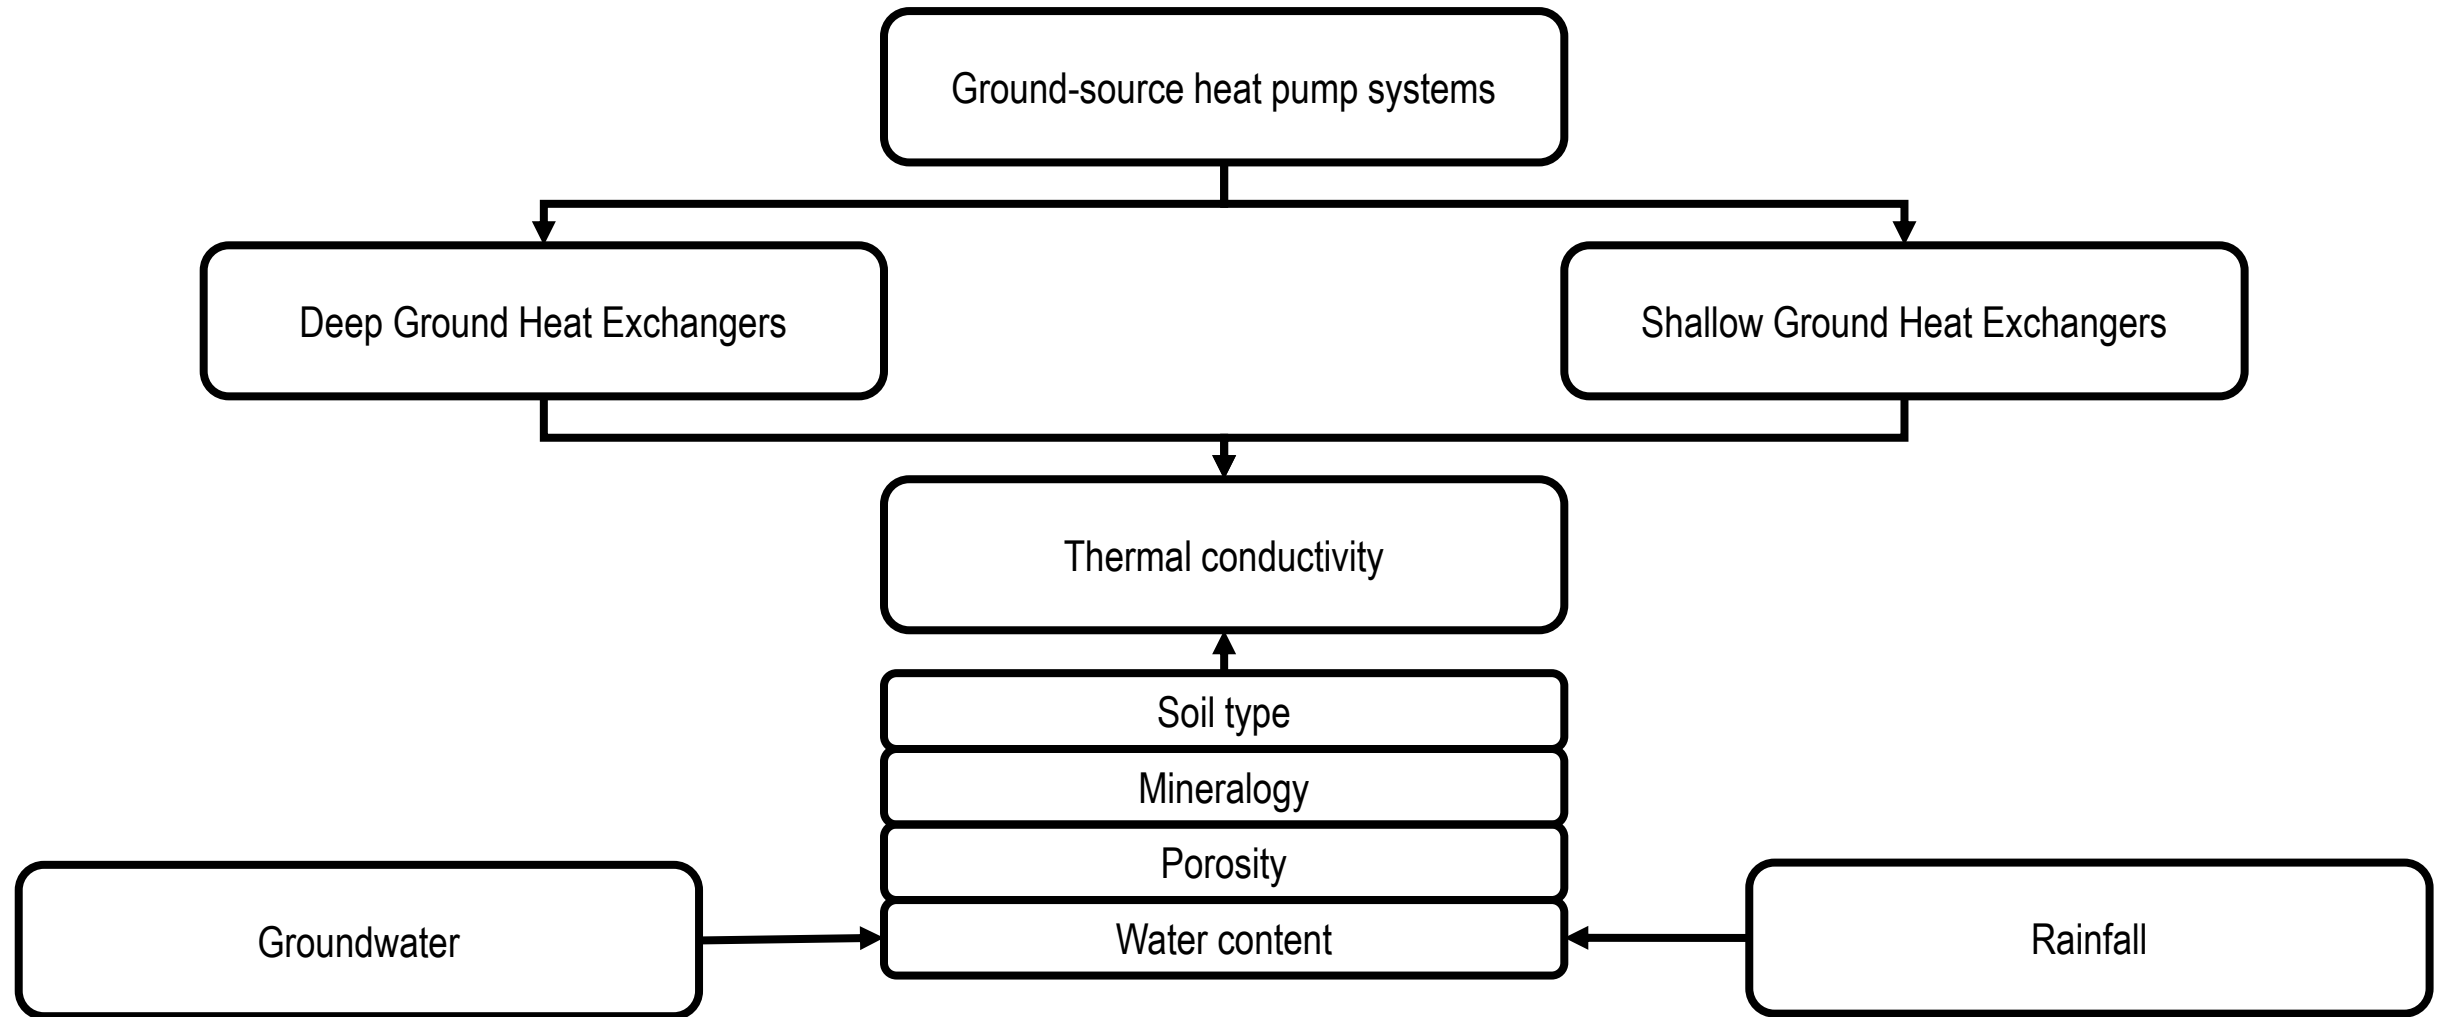 Ground-source heat pump systems
Deep Ground Heat Exchangers
Shallow Ground Heat Exchangers
Thermal conductivity
Soil type
Mineralogy
Porosity
Groundwater
Water content
Rainfall